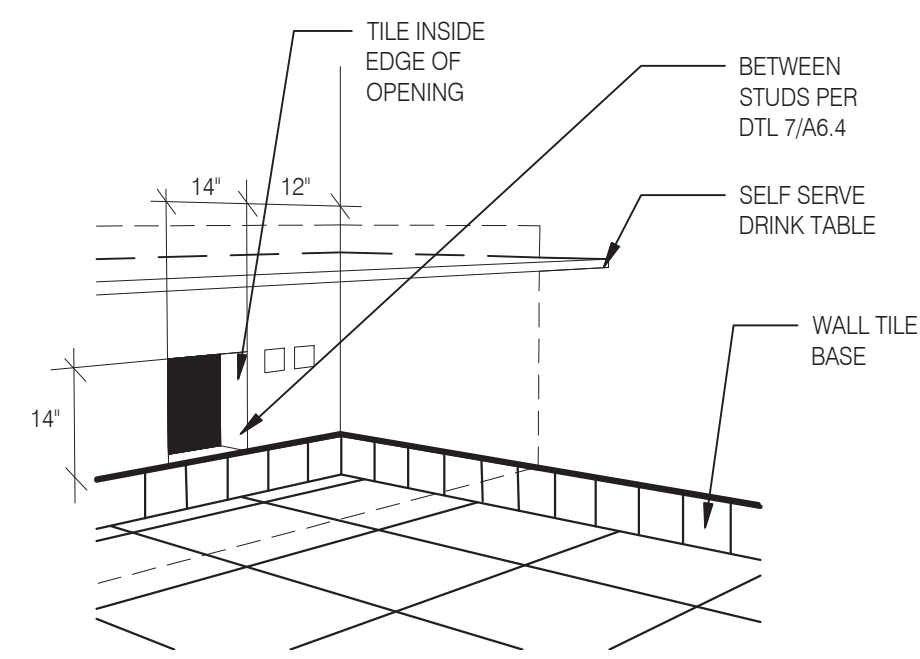 TILE INSIDE
EDGE OF
OPENING
BETWEEN
STUDS PER
DTL 7/A6.4
14"
12"
SELF SERVE
DRINK TABLE
WALL TILE
BASE
14"